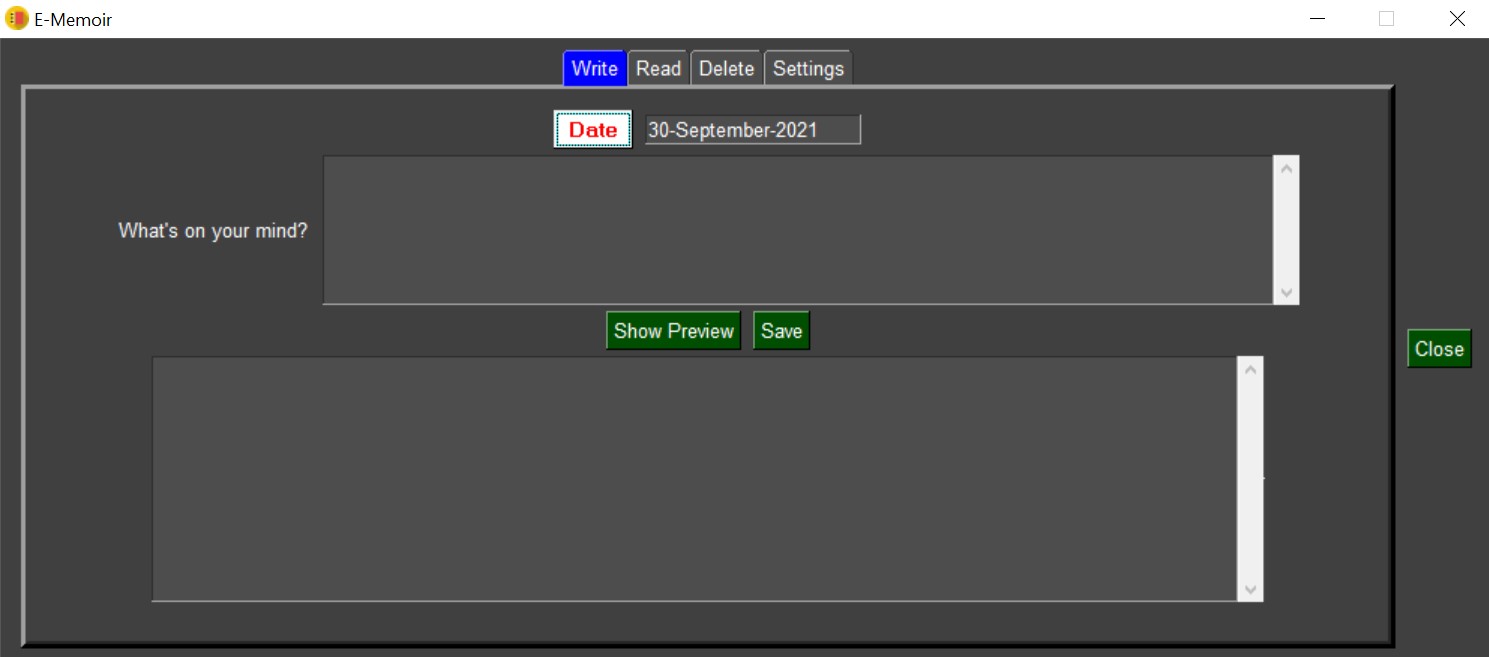 E-Memoir
Write Read Delete Settings
Date 30-September-2021
What's on your mind?
Show Preview Save
Close